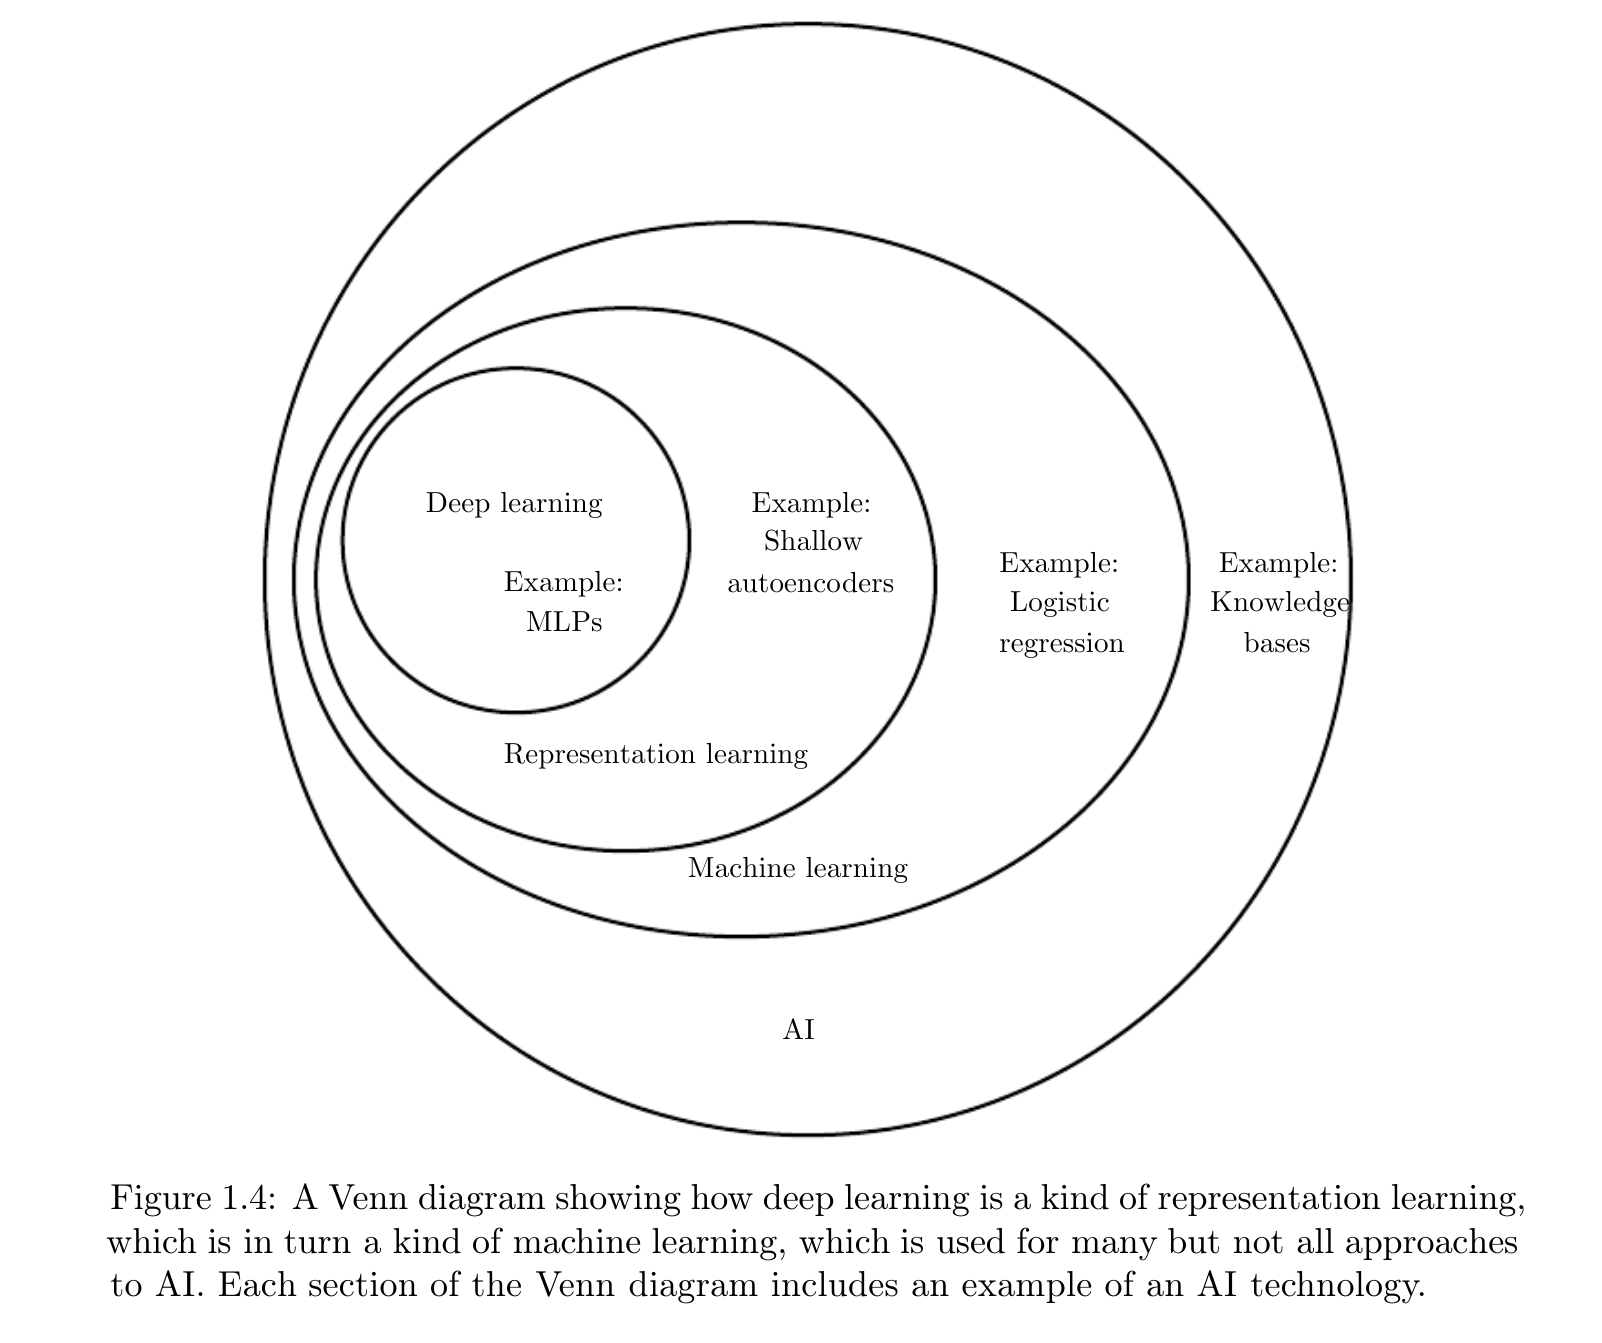 Deep learning
Example:
MLPs
Example:
Shallow
autoencoders
Example:
Logistic
regression
Example:
Knowledge
bases
Representation learning
Machine learning
AI
Figure 1.4: A Venn diagram showing how deep learning is a kind of representation learning,
which is in turn a kind of machine learning, which is used for many but not all approaches
to AI. Each section of the Venn diagram includes an example of an AI technology.